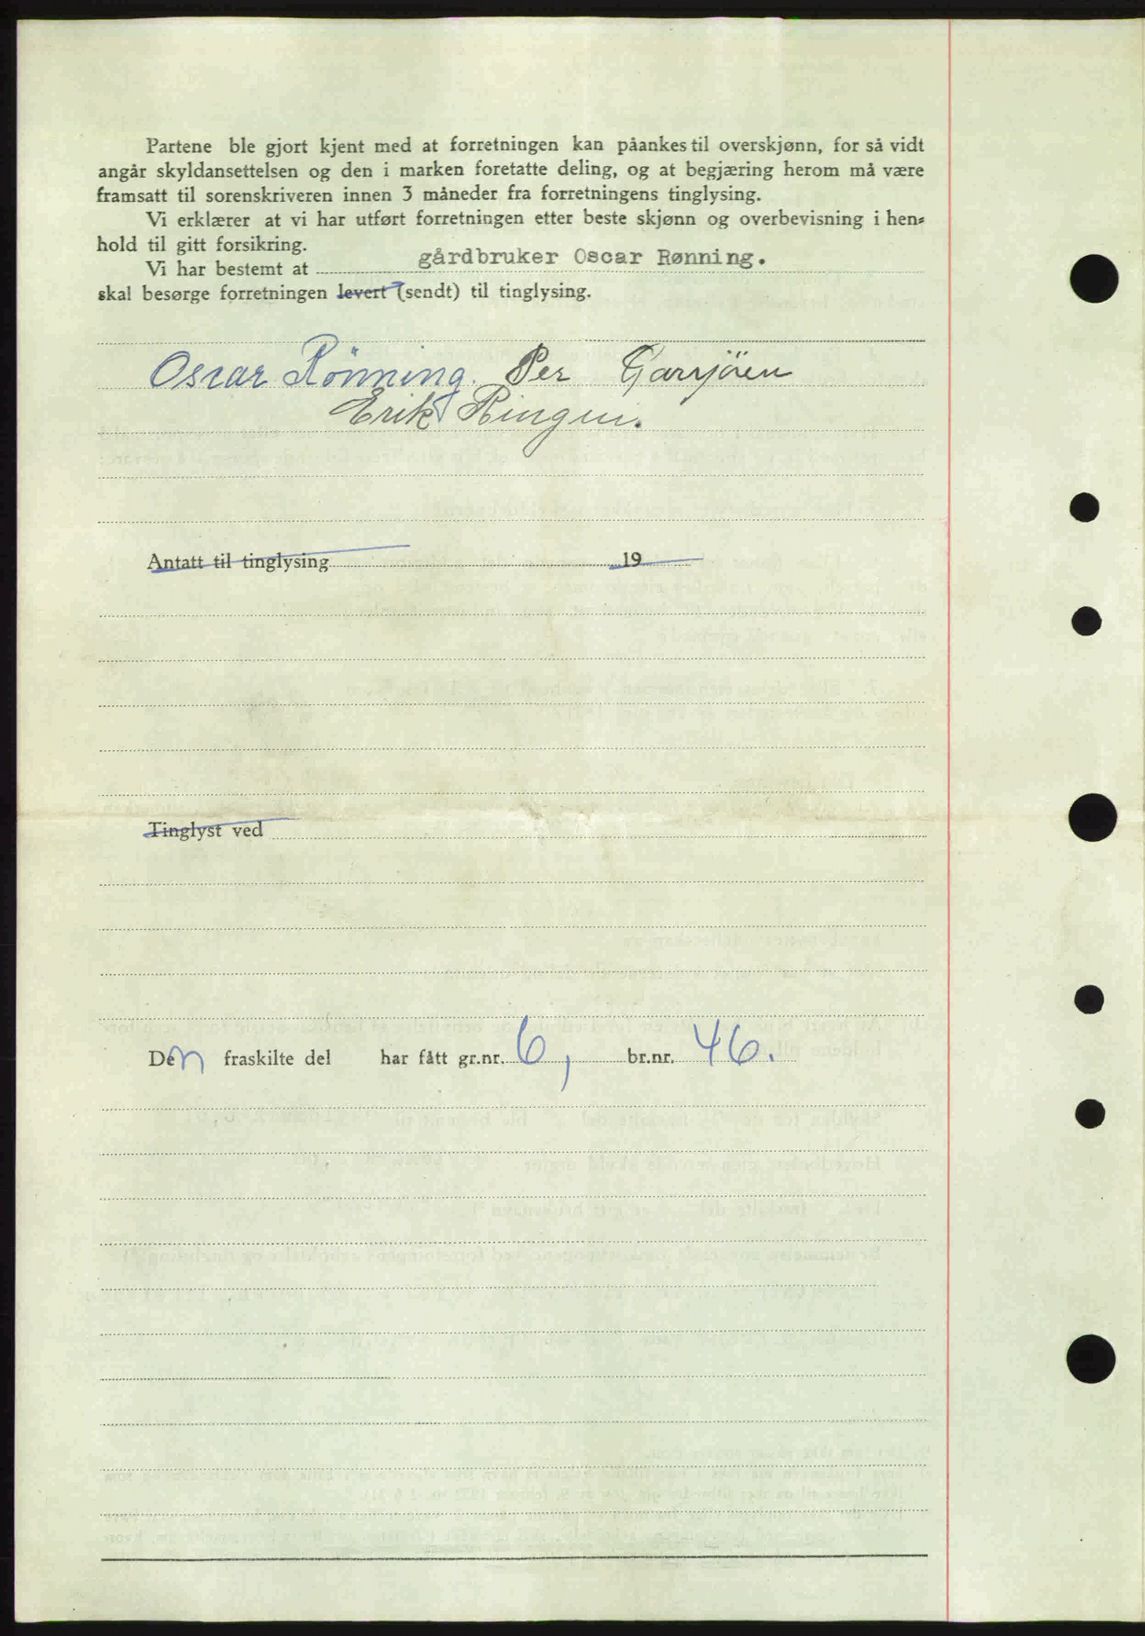 Partene ble gjort kjent med at forretningen kan påankes til overskjønn, for så vidt
angår skyldansettelsen og den i marken foretatte deling, og at begjæring herom må være
framsatt til sorenskriveren innen 3 måneder fra forretningens tinglysing.
Vi erklærer at vi har utført forretningen etter beste skjønn og overbevisning i hen-
hold til gitt forsikring.
Vi har bestemt at gårdbruker Oscar Rønning.
skal besørge forretningen levert (sendt) til tinglysing.
Oscar Rönning. Per
Erik Ringen.
Antatt til tinglysing 19
Tinglyst ved
Den fraskilte del har fått gr.nr. 6, br.nr. 46.